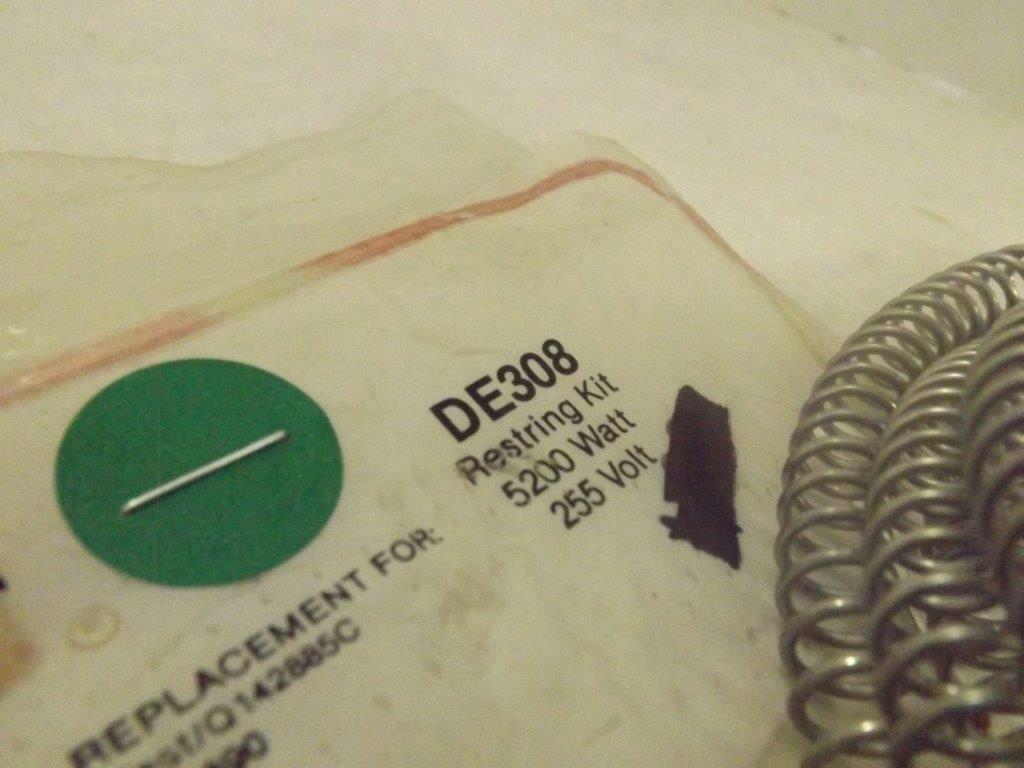 DE308
Restring Kit
5200 Watt
255 Volt
REPLACEMENT FOR: